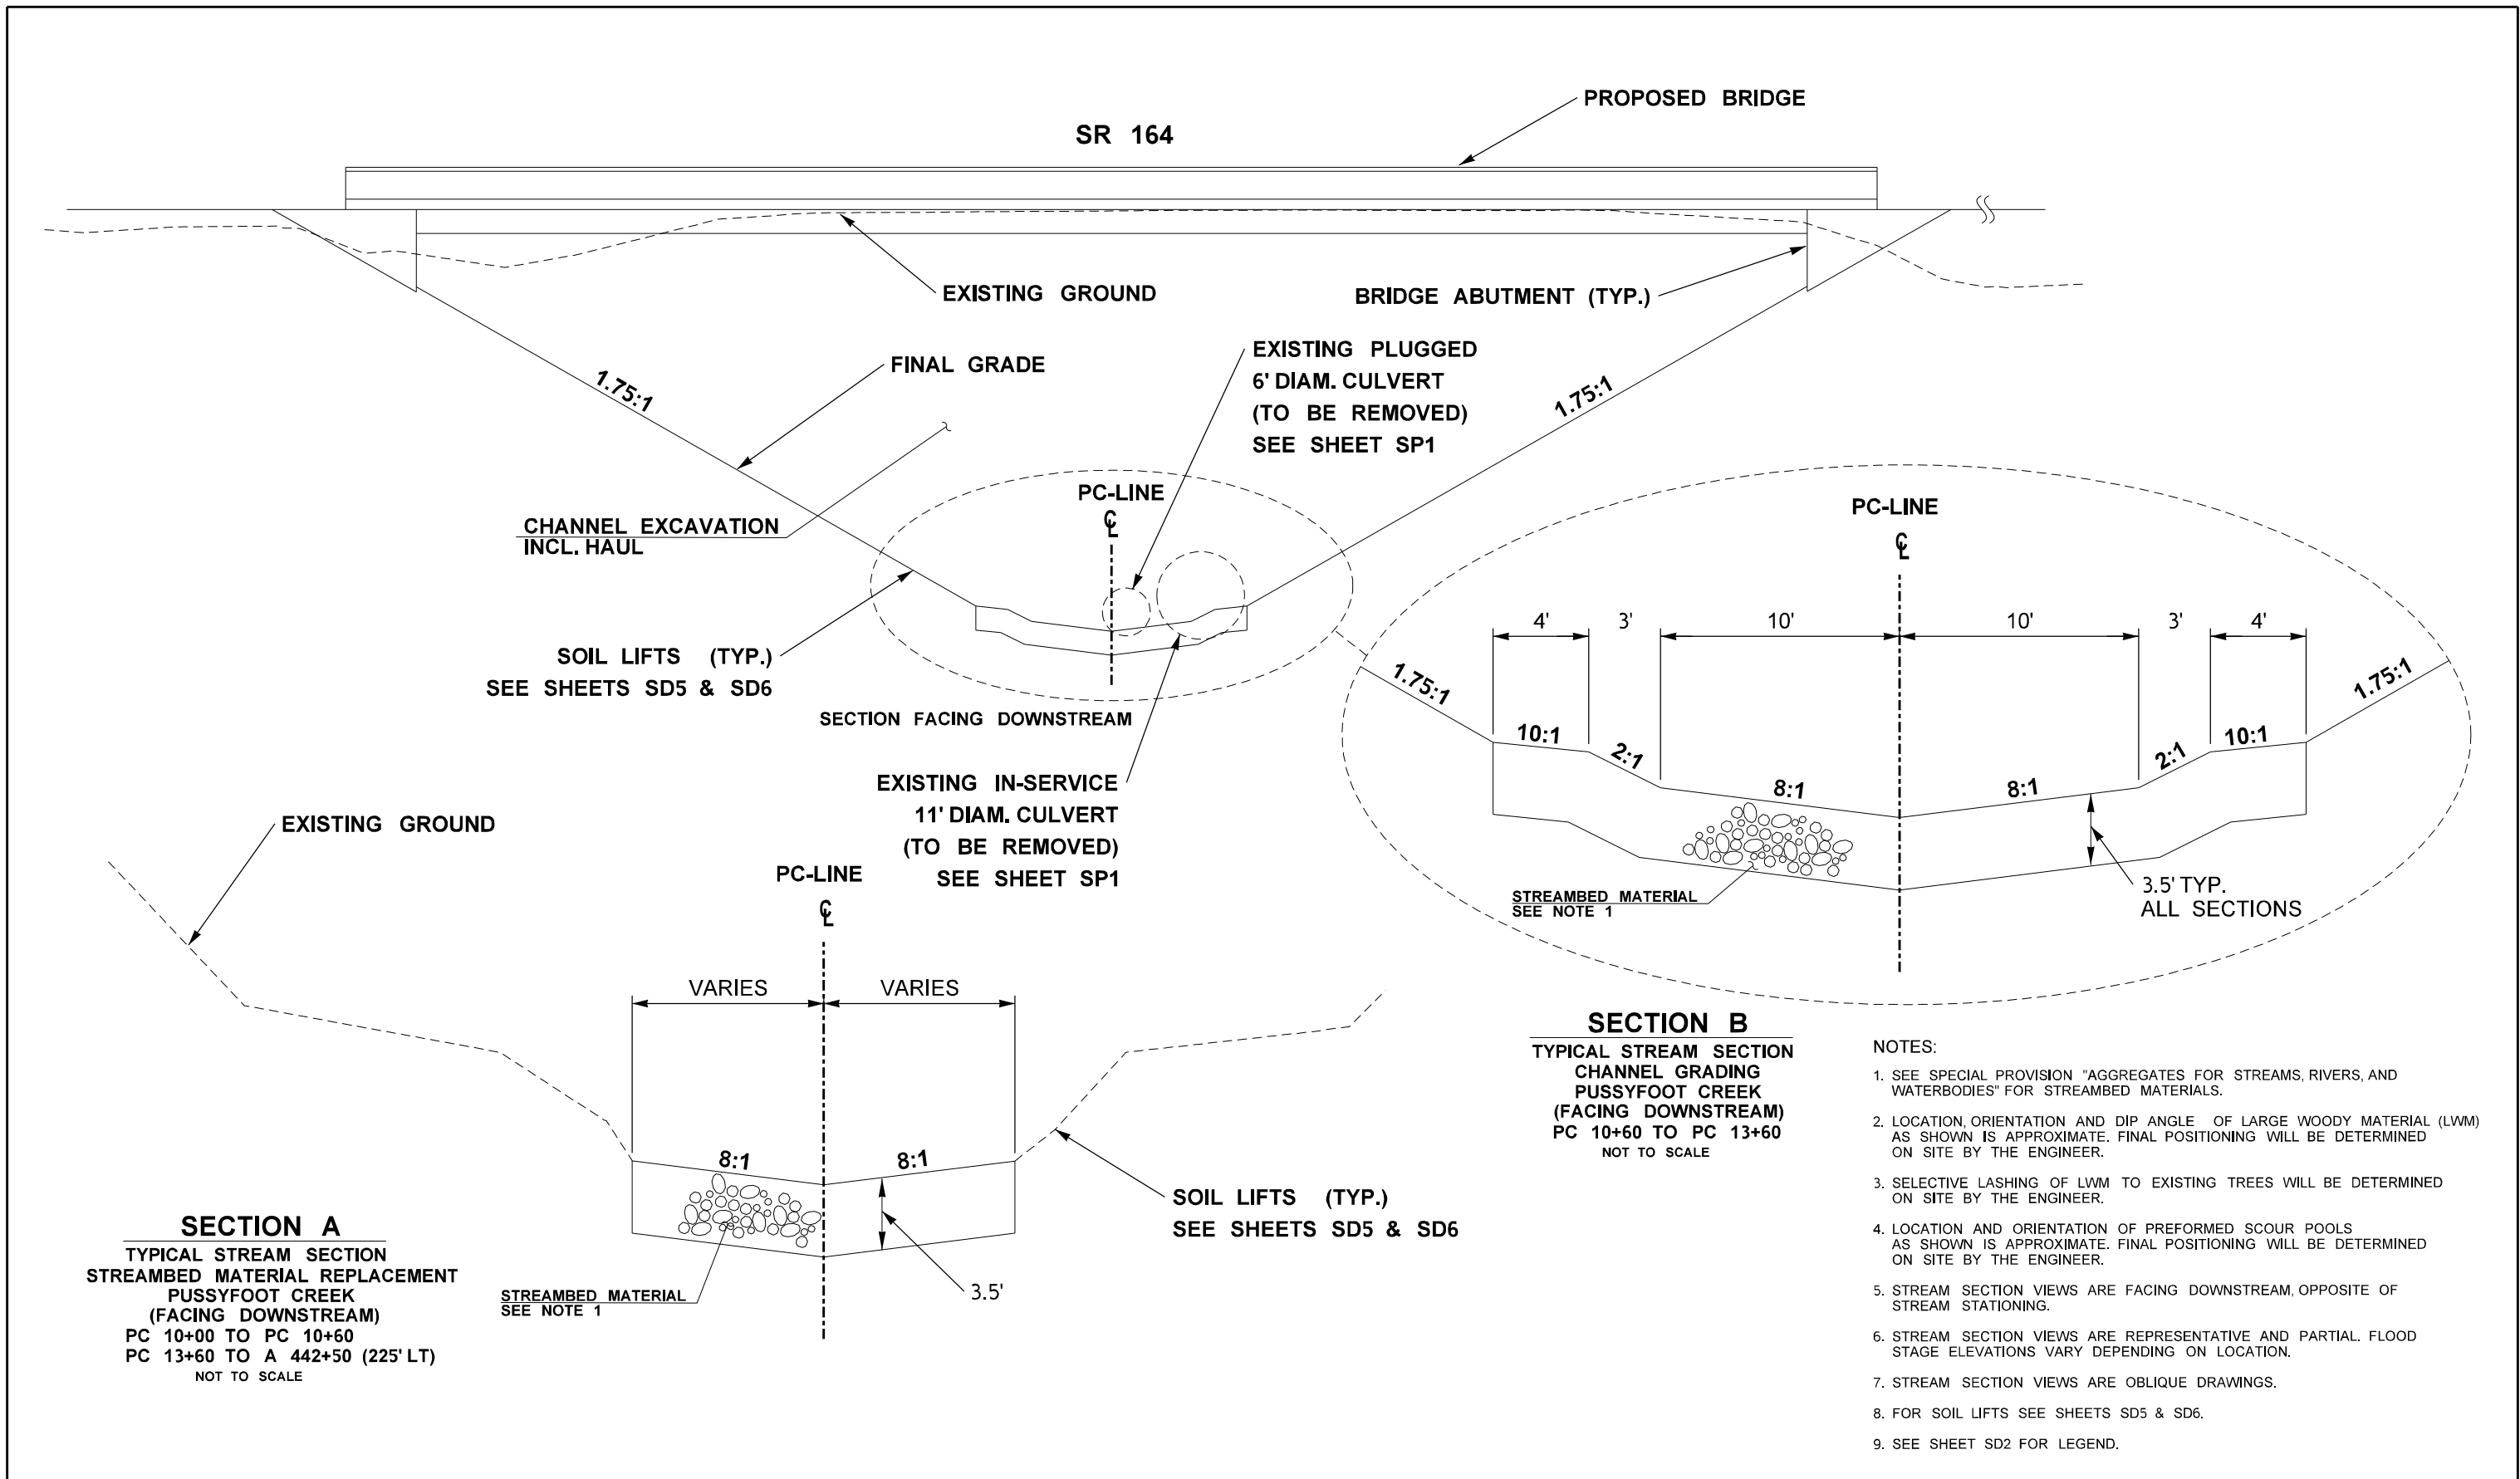 PROPOSED BRIDGE
SR 164
EXISTING GROUND
BRIDGE ABUTMENT (TYP.)
FINAL GRADE
1.75:1
EXISTING PLUGGED
6' DIAM. CULVERT
(TO BE REMOVED)
SEE SHEET SP1
1.75:1
CHANNEL EXCAVATION
INCL. HAUL
PC-LINE
℄
SOIL LIFTS (TYP.)
SEE SHEETS SD5 & SD6
SECTION FACING DOWNSTREAM
EXISTING IN-SERVICE
11' DIAM. CULVERT
(TO BE REMOVED)
SEE SHEET SP1
PC-LINE
℄
4' 3' 10' 10' 3' 4'
1.75:1 10:1 2:1 8:1 8:1 2:1 10:1 1.75:1
STREAMBED MATERIAL
SEE NOTE 1
3.5' TYP.
ALL SECTIONS
SECTION B
TYPICAL STREAM SECTION
CHANNEL GRADING
PUSSYFOOT CREEK
(FACING DOWNSTREAM)
PC 10+60 TO PC 13+60
NOT TO SCALE
EXISTING GROUND
PC-LINE
℄
VARIES VARIES
8:1 8:1
STREAMBED MATERIAL
SEE NOTE 1
3.5'
SOIL LIFTS (TYP.)
SEE SHEETS SD5 & SD6
SECTION A
TYPICAL STREAM SECTION
STREAMBED MATERIAL REPLACEMENT
PUSSYFOOT CREEK
(FACING DOWNSTREAM)
PC 10+00 TO PC 10+60
PC 13+60 TO A 442+50 (225' LT)
NOT TO SCALE
NOTES:
1. SEE SPECIAL PROVISION "AGGREGATES FOR STREAMS, RIVERS, AND
WATERBODIES" FOR STREAMBED MATERIALS.
2. LOCATION, ORIENTATION AND DIP ANGLE OF LARGE WOODY MATERIAL (LWM)
AS SHOWN IS APPROXIMATE. FINAL POSITIONING WILL BE DETERMINED
ON SITE BY THE ENGINEER.
3. SELECTIVE LASHING OF LWM TO EXISTING TREES WILL BE DETERMINED
ON SITE BY THE ENGINEER.
4. LOCATION AND ORIENTATION OF PREFORMED SCOUR POOLS
AS SHOWN IS APPROXIMATE. FINAL POSITIONING WILL BE DETERMINED
ON SITE BY THE ENGINEER.
5. STREAM SECTION VIEWS ARE FACING DOWNSTREAM, OPPOSITE OF
STREAM STATIONING.
6. STREAM SECTION VIEWS ARE REPRESENTATIVE AND PARTIAL. FLOOD
STAGE ELEVATIONS VARY DEPENDING ON LOCATION.
7. STREAM SECTION VIEWS ARE OBLIQUE DRAWINGS.
8. FOR SOIL LIFTS SEE SHEETS SD5 & SD6.
9. SEE SHEET SD2 FOR LEGEND.